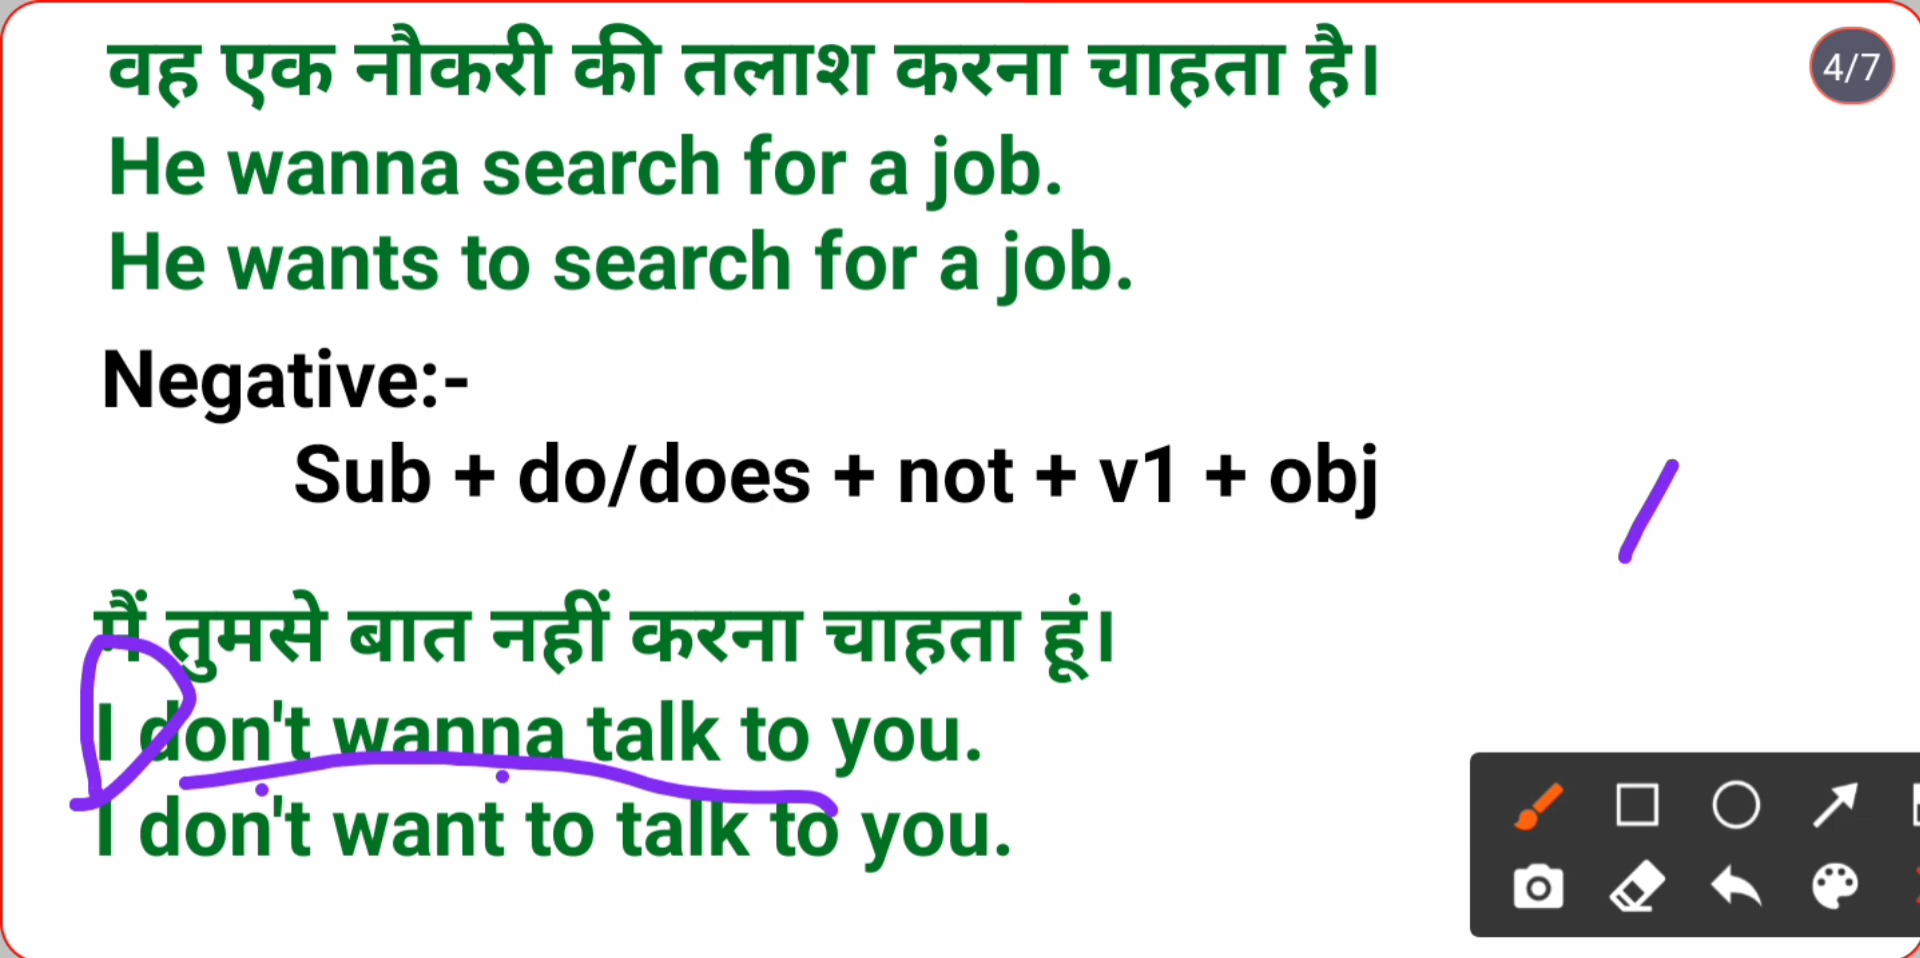 वह एक नौकरी की तलाश करना चाहता है।
4/7
He wanna search for a job.
He wants to search for a job.
Negative:-
Sub + do/does + not + v1 + obj
मैं तुमसे बात नहीं करना चाहता हूं।
I don't wanna talk to you.
I don't want to talk to you.